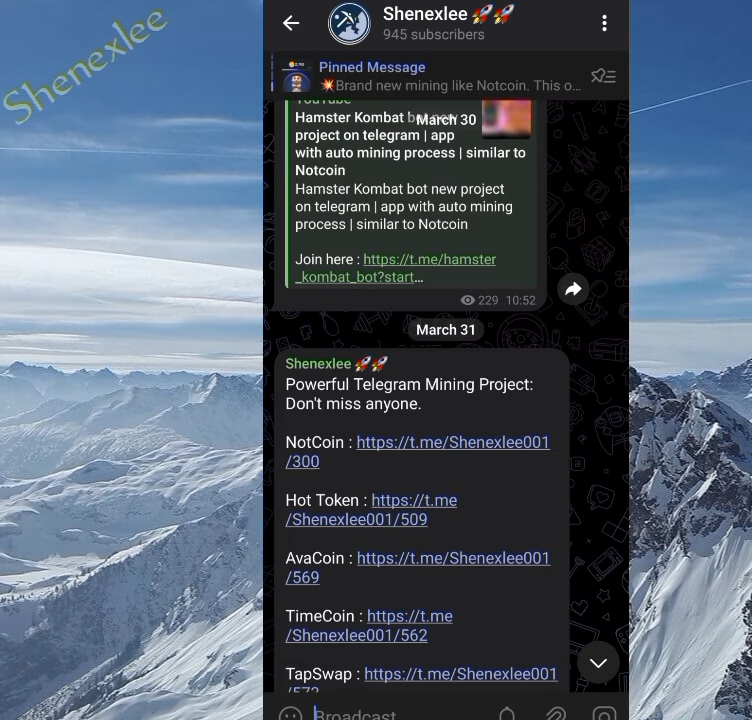 Shenexlee
Shenexlee 🚀🚀
945 subscribers
Pinned Message
💥Brand new mining like Notcoin. This o...
YouTube
Hamster Kombat bot new
March 30
project on telegram | app
with auto mining process | similar to
Notcoin
Hamster Kombat bot new project
on telegram | app with auto mining
process | similar to Notcoin
Join here : https://t.me/hamster
_kombat_bot?start...
229 10:52
March 31
Shenexlee 🚀🚀
Powerful Telegram Mining Project:
Don't miss anyone.
NotCoin : https://t.me/Shenexlee001
/300
Hot Token : https://t.me
/Shenexlee001/509
AvaCoin : https://t.me/Shenexlee001
/569
TimeCoin : https://t.me
/Shenexlee001/562
TapSwap : https://t.me/Shenexlee001
Broadcast